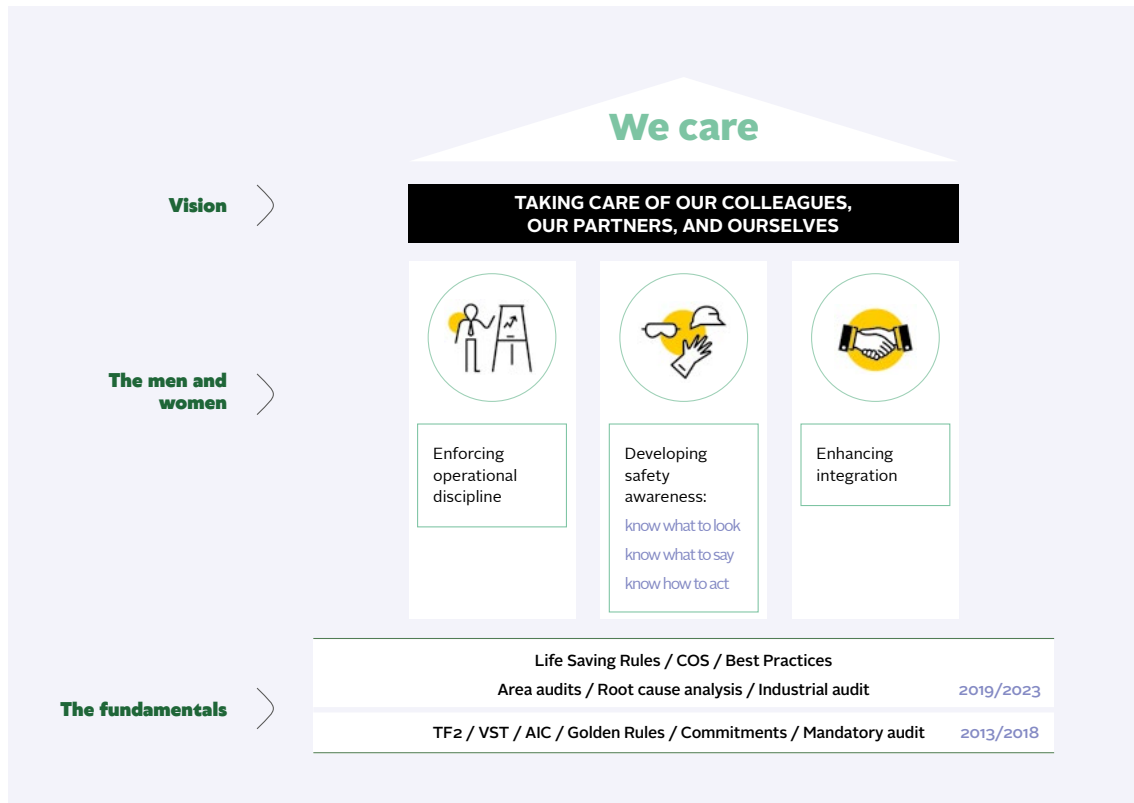 We care
Vision
TAKING CARE OF OUR COLLEAGUES,
OUR PARTNERS, AND OURSELVES
The men and
women
Enforcing
operational
discipline
Developing
safety
awareness:
know what to look
know what to say
know how to act
Enhancing
integration
The fundamentals
Life Saving Rules / COS / Best Practices
Area audits / Root cause analysis / Industrial audit 2019/2023
TF2 / VST / AIC / Golden Rules / Commitments / Mandatory audit 2013/2018